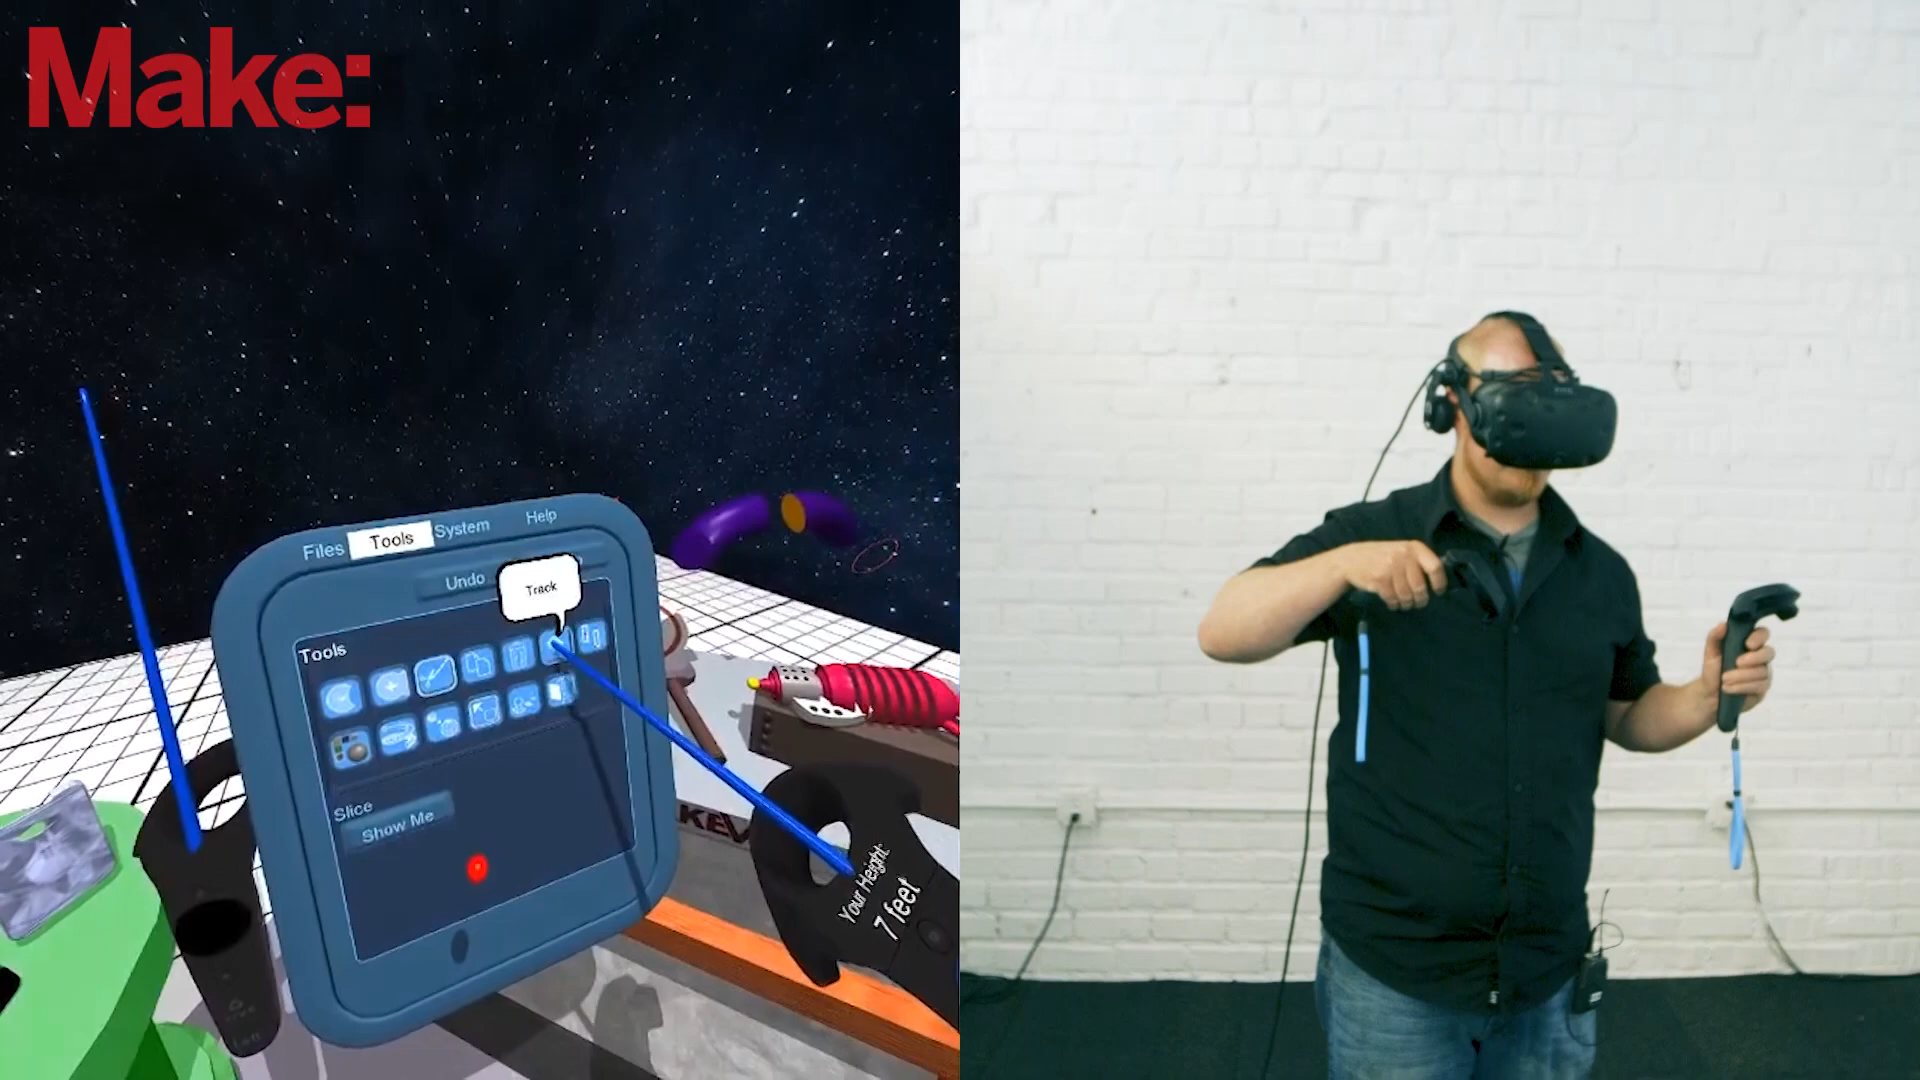 Make:
Files Tools System Help
Undo
Track
Tools
Slice
Show Me
KEV
Your Height:
7 feet